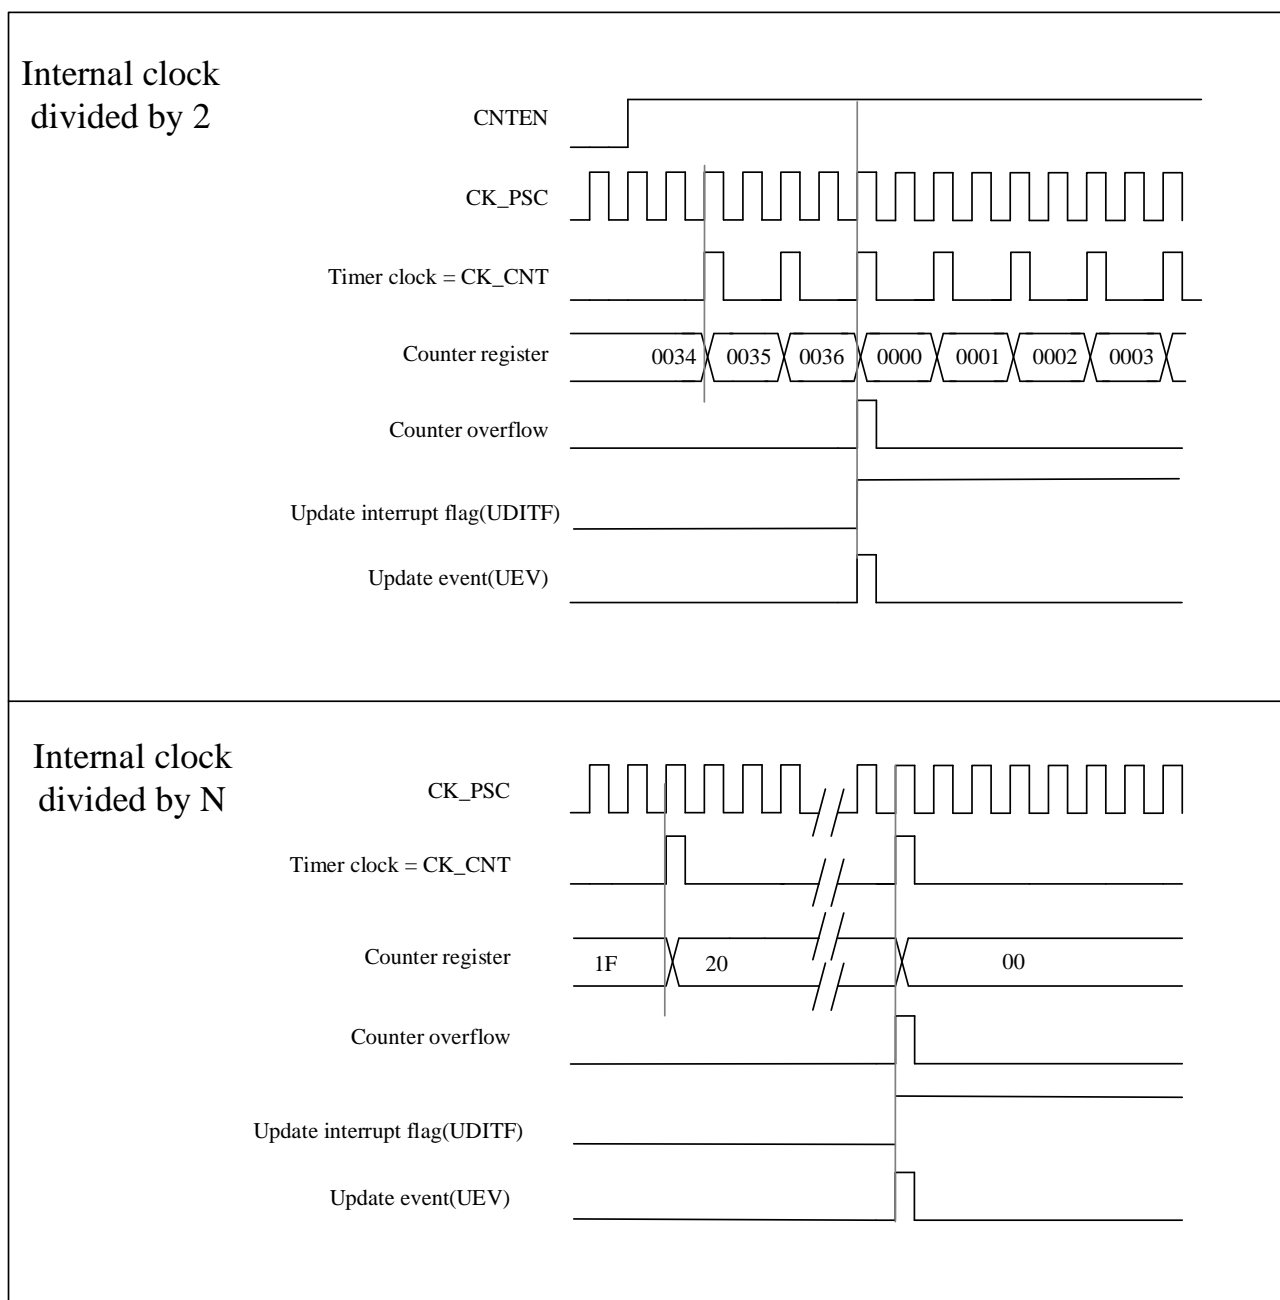 Internal clock
divided by 2
CNTEN
CK_PSC
Timer clock = CK_CNT
Counter register
0034 0035 0036 0000 0001 0002 0003
Counter overflow
Update interrupt flag(UDITF)
Update event(UEV)
Internal clock
divided by N
CK_PSC
Timer clock = CK_CNT
Counter register
1F 20 00
Counter overflow
Update interrupt flag(UDITF)
Update event(UEV)